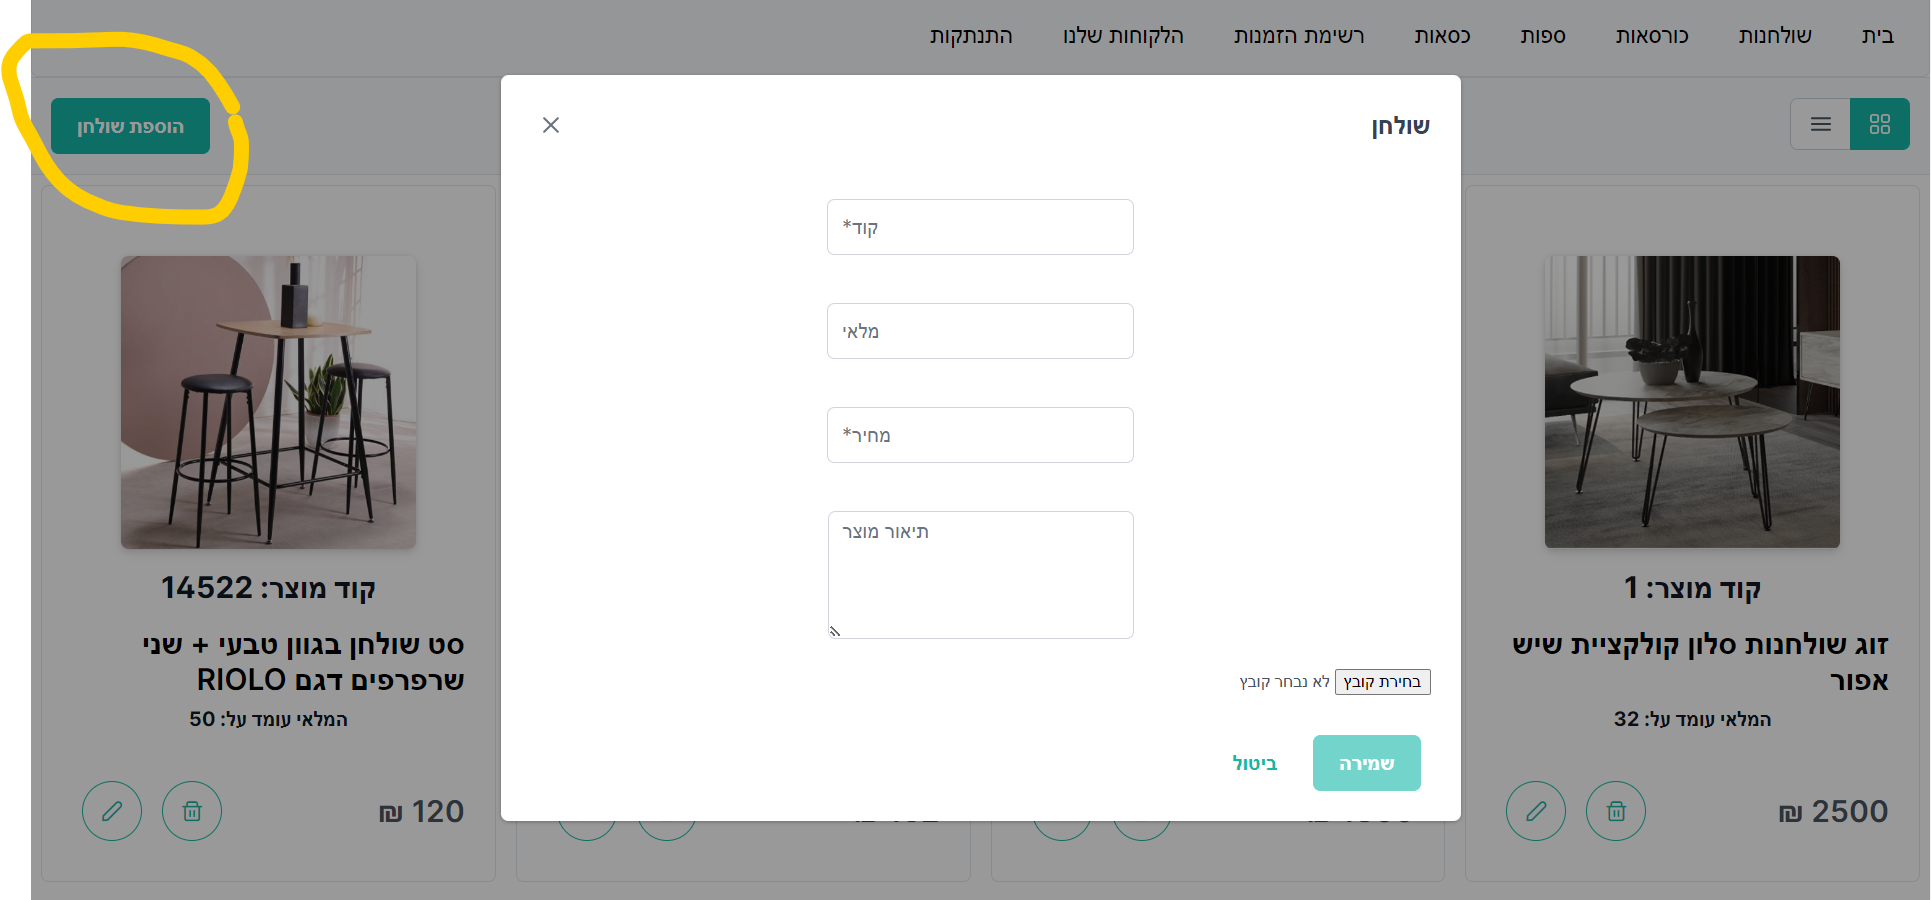 בית שולחנות כורסאות ספות כסאות רשימת הזמנות הלקוחות שלנו התנתקות
הוספת שולחן
שולחן
קוד*
מלאי
מחיר*
תיאור מוצר
בחירת קובץ לא נבחר קובץ
שמירה ביטול
קוד מוצר: 1
זוג שולחנות סלון קולקציית שיש
אפור
המלאי עומד על: 32
2500 ₪
קוד מוצר: 14522
סט שולחן בגוון טבעי + שני
שרפרפים דגם RIOLO
המלאי עומד על: 50
120 ₪